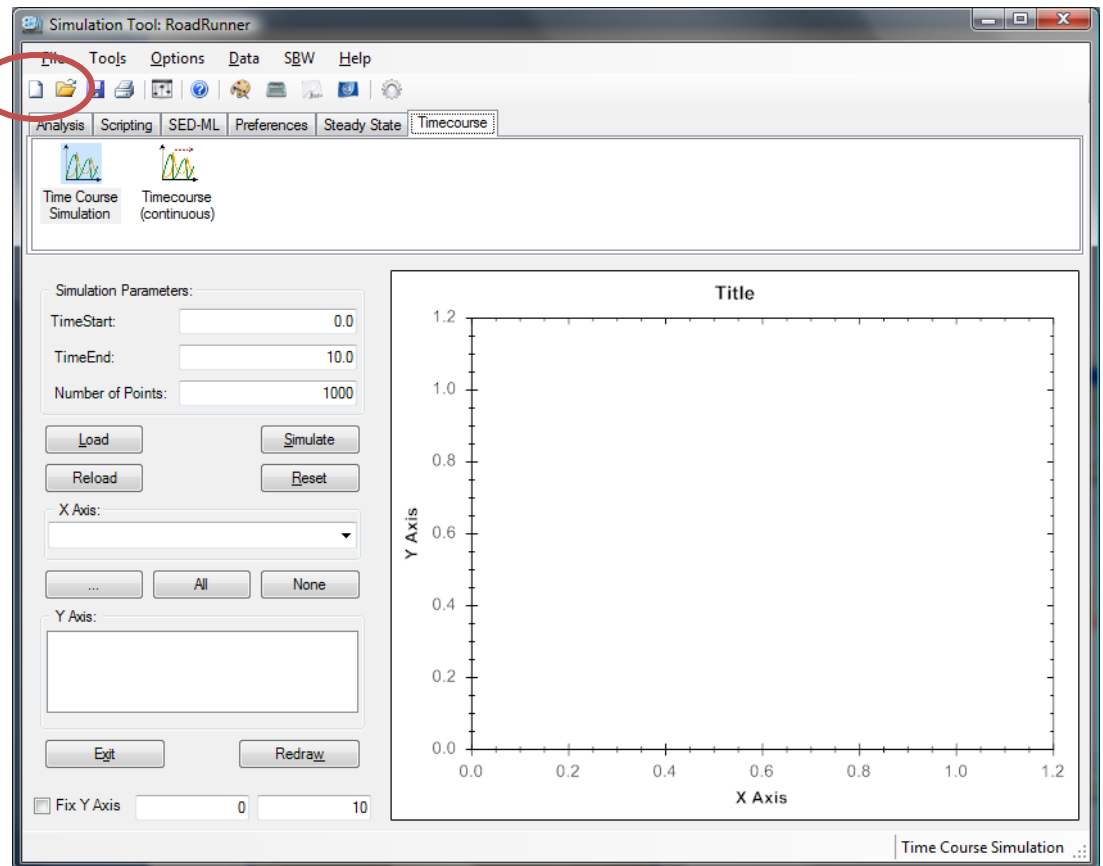 Simulation Tool: RoadRunner
File Tools Options Data SBW Help
Analysis Scripting SED-ML Preferences Steady State Timecourse
Time Course Simulation
Timecourse (continuous)
Simulation Parameters:
TimeStart: 0.0
TimeEnd: 10.0
Number of Points: 1000
Load Simulate
Reload Reset
X Axis:
... All None
Y Axis:
Exit Redraw
Fix Y Axis 0 10
Title
1.2
1.0
0.8
0.6
0.4
0.2
0.0
Y Axis
0.0 0.2 0.4 0.6 0.8 1.0 1.2
X Axis
Time Course Simulation